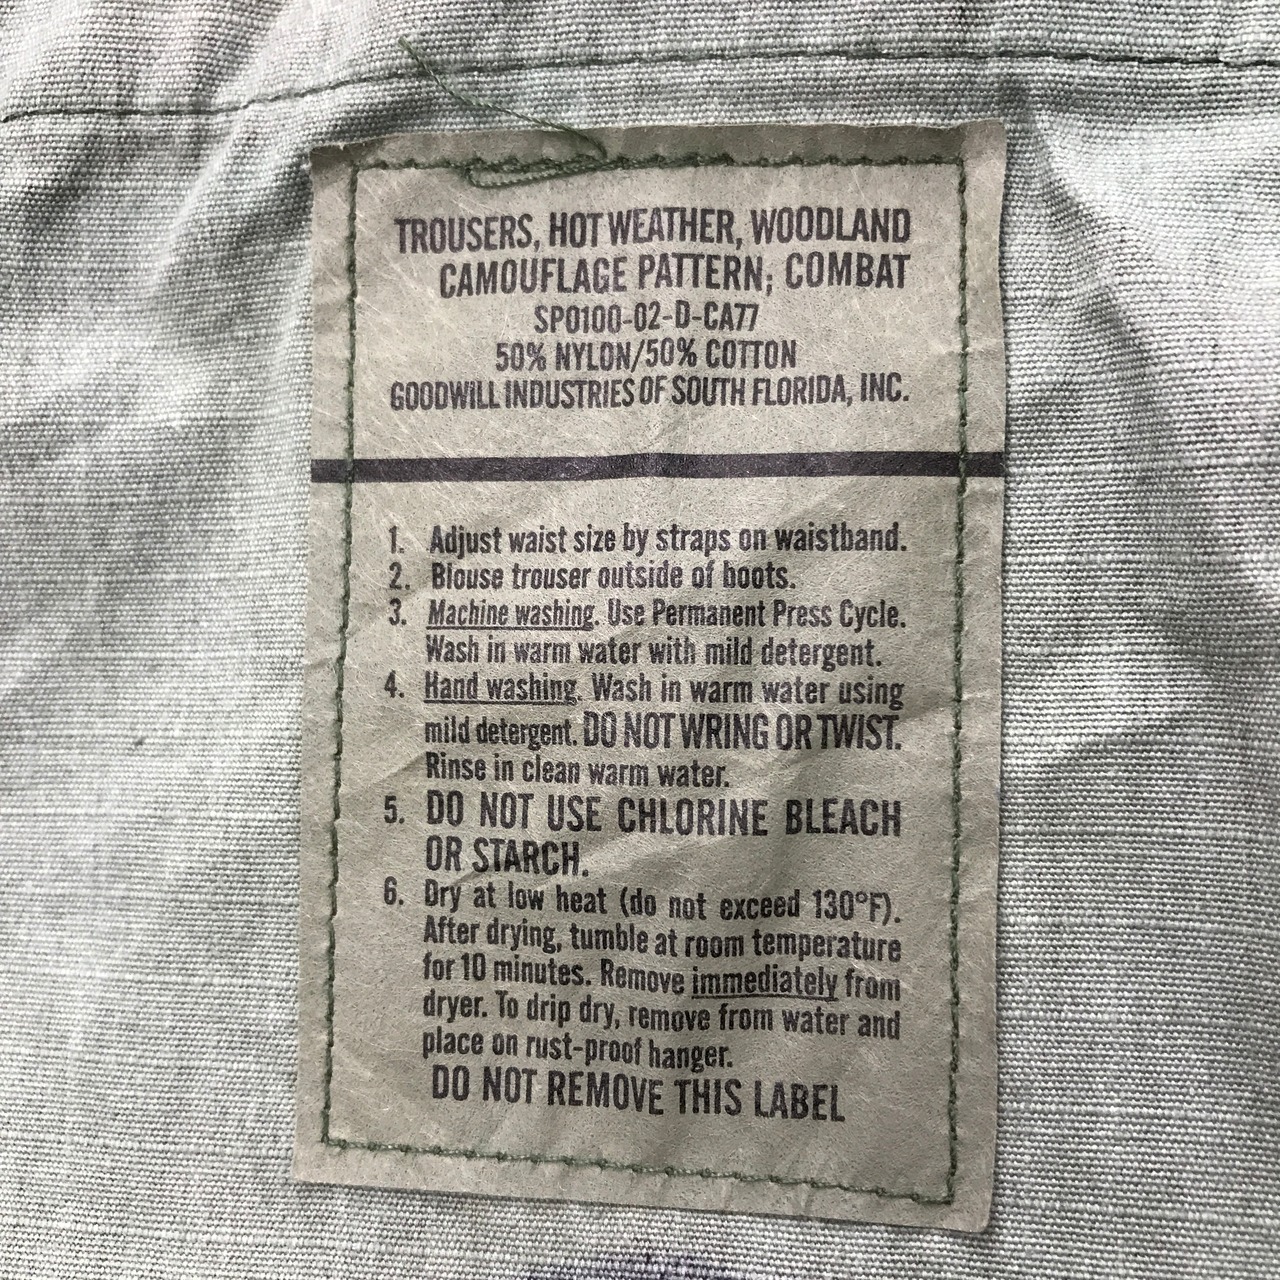 TROUSERS, HOT WEATHER, WOODLAND
CAMOUFLAGE PATTERN; COMBAT
SPO100-02-D-CA77
50% NYLON/50% COTTON
GOODWILL INDUSTRIES OF SOUTH FLORIDA, INC.
1. Adjust waist size by straps on waistband.
2. Blouse trouser outside of boots.
3. Machine washing. Use Permanent Press Cycle.
Wash in warm water with mild detergent.
4. Hand washing. Wash in warm water using
mild detergent. DO NOT WRING OR TWIST.
Rinse in clean warm water.
5. DO NOT USE CHLORINE BLEACH
OR STARCH.
6. Dry at low heat (do not exceed 130°F).
After drying, tumble at room temperature
for 10 minutes. Remove immediately from
dryer. To drip dry, remove from water and
place on rust-proof hanger.
DO NOT REMOVE THIS LABEL